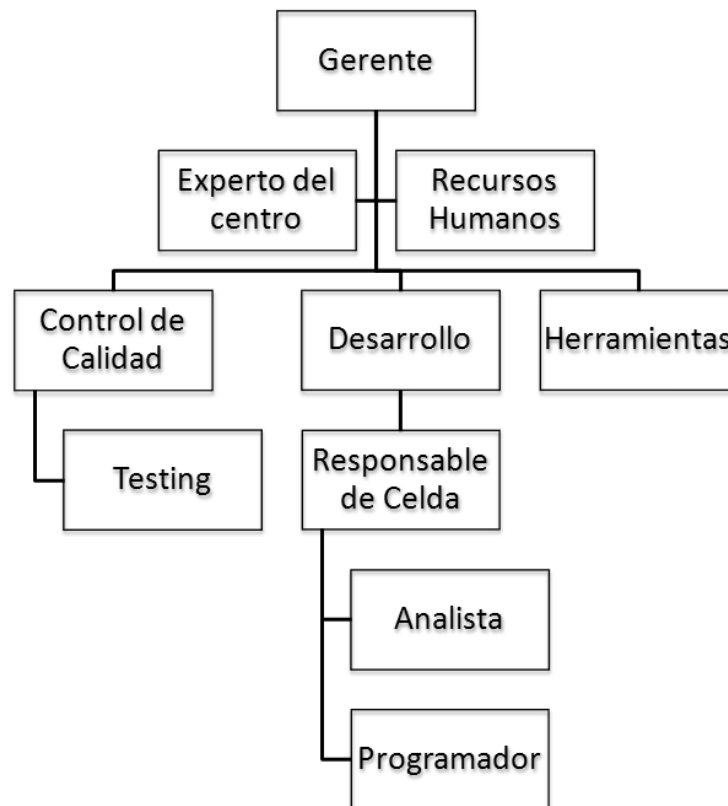 Gerente
Experto del
centro
Recursos
Humanos
Control de
Calidad
Desarrollo
Herramientas
Testing
Responsable
de Celda
Analista
Programador